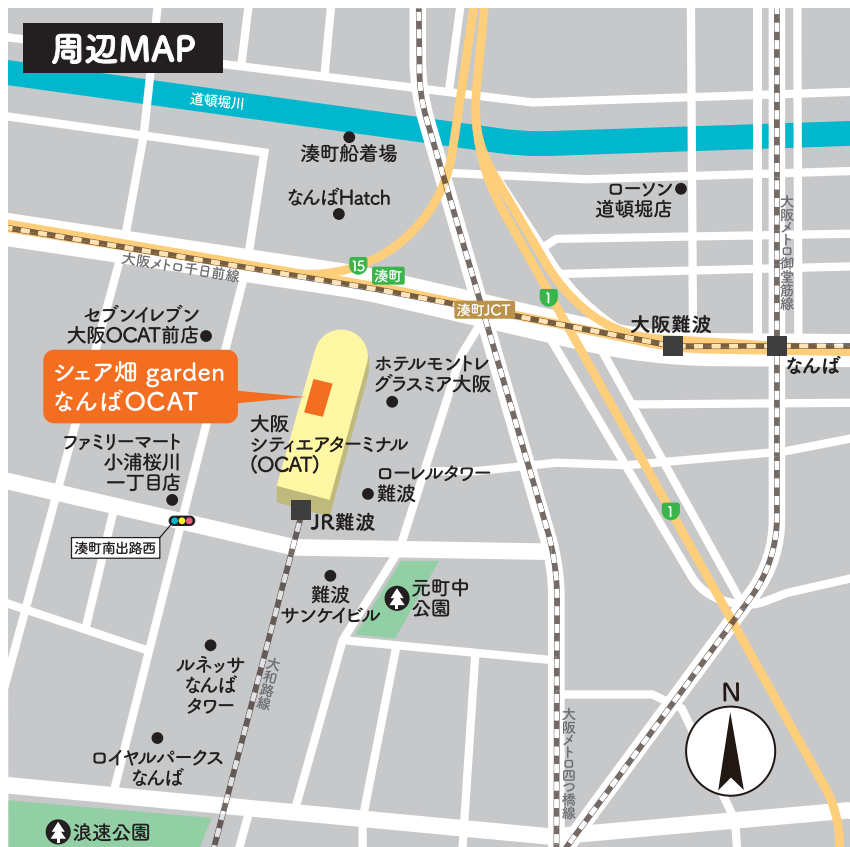 周辺MAP
道頓堀川
湊町船着場
なんばHatch
ローソン
道頓堀店
大阪メトロ御堂筋線
大阪メトロ千日前線
15
湊町
1
湊町JCT
セブンイレブン
大阪OCAT前店
大阪難波
なんば
シェア畑 garden
なんばOCAT
ホテルモントレ
グラスミア大阪
大阪
シティエアターミナル
(OCAT)
ファミリーマート
小浦桜川
一丁目店
ローレルタワー
難波
1
JR難波
湊町南出路西
難波
サンケイビル
元町中
公園
ルネッサ
なんば
タワー
大和路線
N
大阪メトロ四つ橋線
ロイヤルパークス
なんば
浪速公園